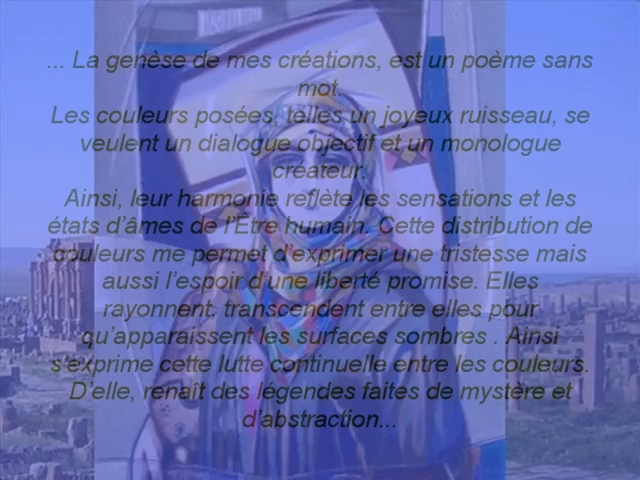 ... La genèse de mes créations, est un poème sans
mot.
Les couleurs posées, telles un joyeux ruisseau, se
veulent un dialogue objectif et un monologue
créateur.
Ainsi, leur harmonie reflète les sensations et les
états d’âmes de l’Être humain. Cette distribution de
couleurs me permet d’exprimer une tristesse mais
aussi l’espoir d’une liberté promise. Elles
rayonnent, transcendent entre elles pour
qu’apparaissent les surfaces sombres . Ainsi
s’exprime cette lutte continuelle entre les couleurs.
D’elle, renaît des légendes faites de mystère et
d’abstraction...